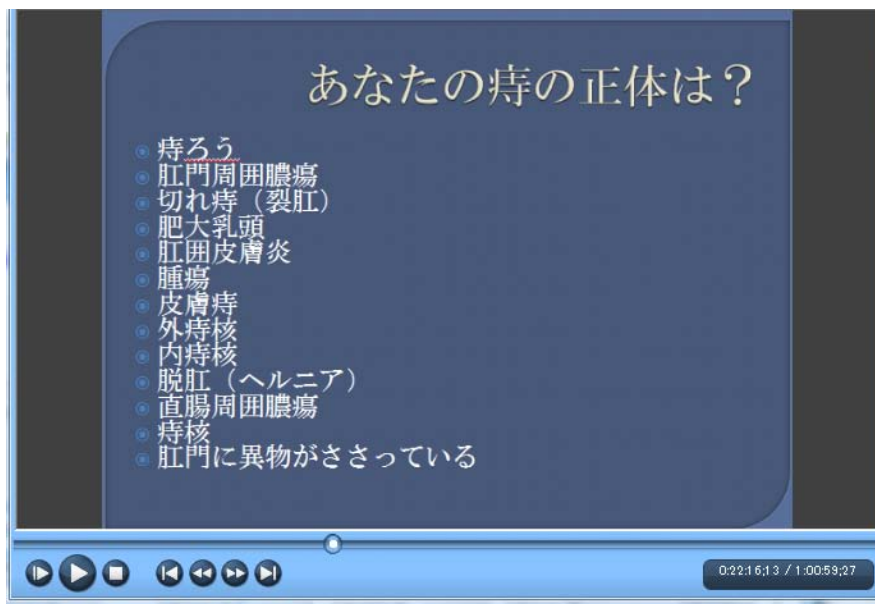 あなたの痔の正体は？
痔ろう
肛門周囲膿瘍
切れ痔（裂肛）
肥大乳頭
肛囲皮膚炎
腫瘍
皮膚痔
外痔核
内痔核
脱肛（ヘルニア）
直腸周囲膿瘍
痔核
肛門に異物がささっている
0:22:16;13 / 1:00:59;27